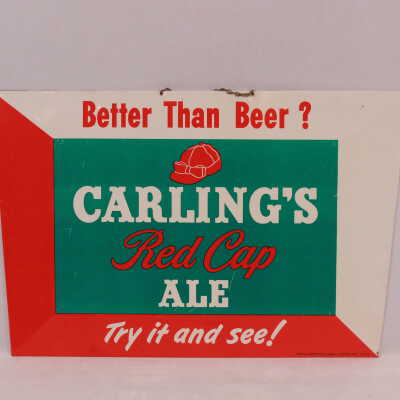 Better Than Beer ?
CARLING'S
Red Cap
ALE
Try it and see!